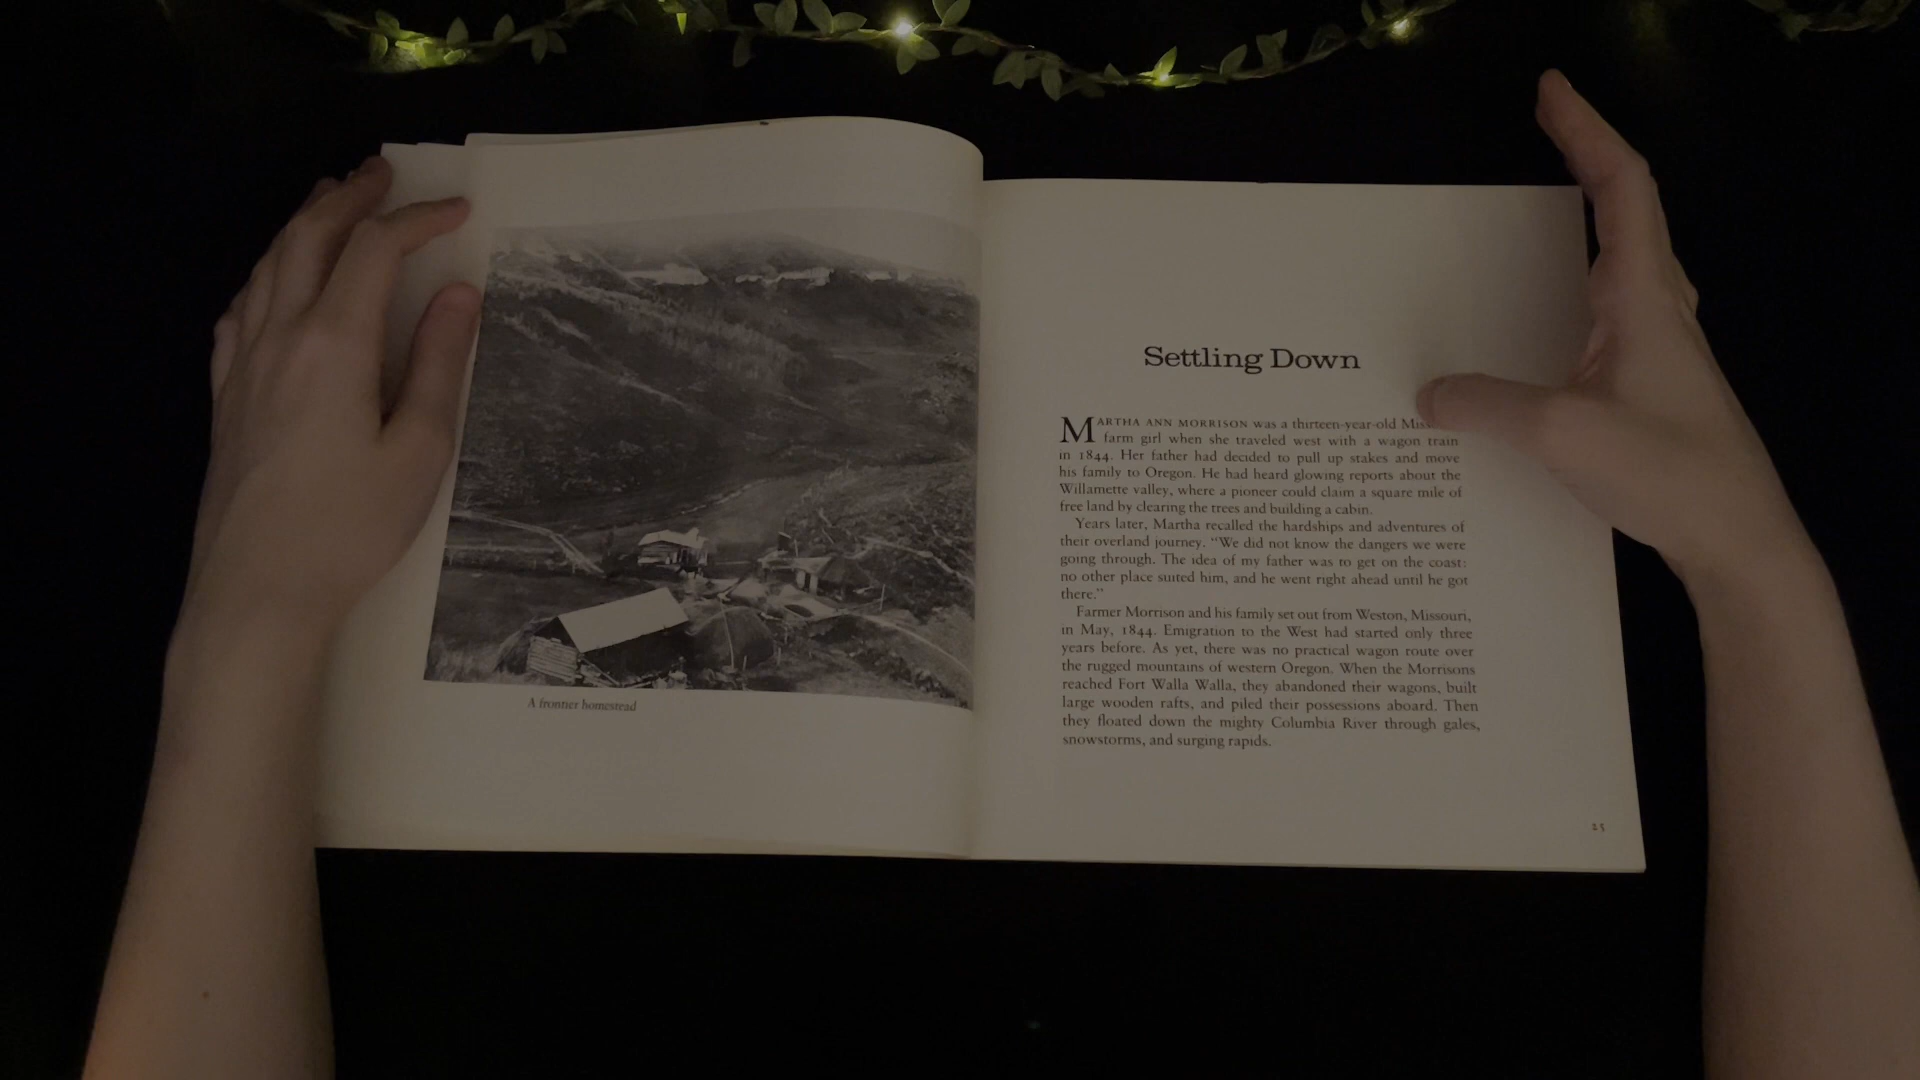 A frontier homestead
Settling Down
MARTHA ANN MORRISON was a thirteen-year-old
farm girl when she traveled west with a wagon train
in 1844. Her father had decided to pull up stakes and move
his family to Oregon. He had heard glowing reports about the
Willamette valley, where a pioneer could claim a square mile of
free land by clearing the trees and building a cabin.
Years later, Martha recalled the hardships and adventures of
their overland journey. “We did not know the dangers we were
going through. The idea of my father was to get on the coast:
no other place suited him, and he went right ahead until he got
there.”
Farmer Morrison and his family set out from Weston, Missouri,
in May, 1844. Emigration to the West had started only three
years before. As yet, there was no practical wagon route over
the rugged mountains of western Oregon. When the Morrisons
reached Fort Walla Walla, they abandoned their wagons, built
large wooden rafts, and piled their possessions aboard. Then
they floated down the mighty Columbia River through gales,
snowstorms, and surging rapids.
25